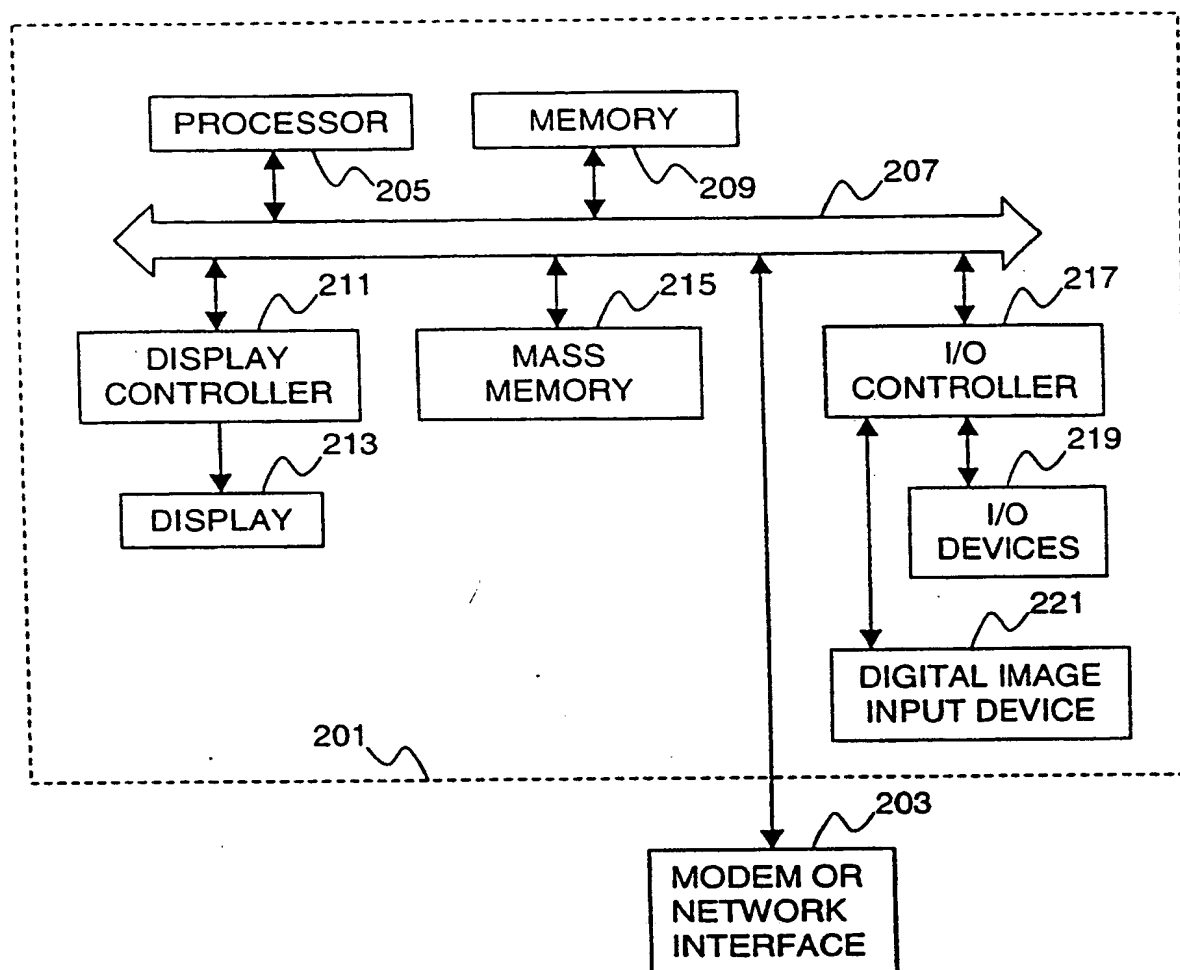 PROCESSOR
205
MEMORY
209
207
211
DISPLAY
CONTROLLER
215
MASS
MEMORY
217
I/O
CONTROLLER
213
DISPLAY
219
I/O
DEVICES
221
DIGITAL IMAGE
INPUT DEVICE
201
203
MODEM OR
NETWORK
INTERFACE